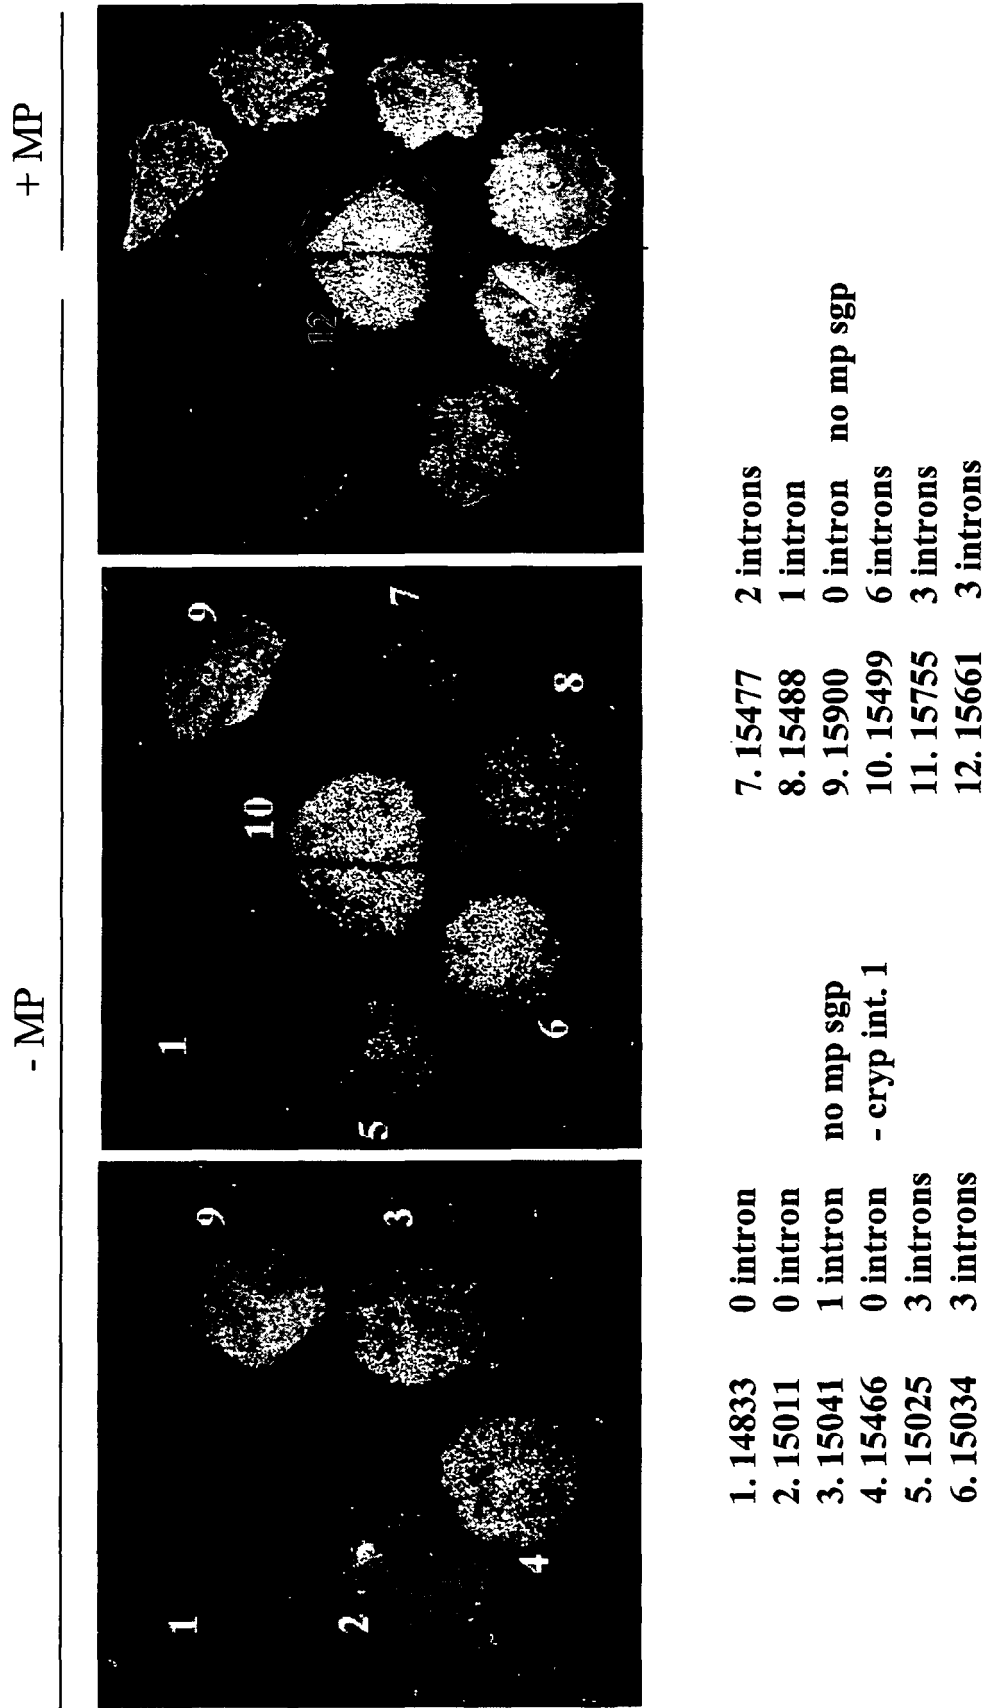 - MP
+ MP
1
9
2
3
4
1
9
10
5
7
6
8
12
1. 14833 0 intron
2. 15011 0 intron
3. 15041 1 intron no mp sgp
4. 15466 0 intron - cryp int. 1
5. 15025 3 introns
6. 15034 3 introns
7. 15477 2 introns
8. 15488 1 intron
9. 15900 0 intron no mp sgp
10. 15499 6 introns
11. 15755 3 introns
12. 15661 3 introns